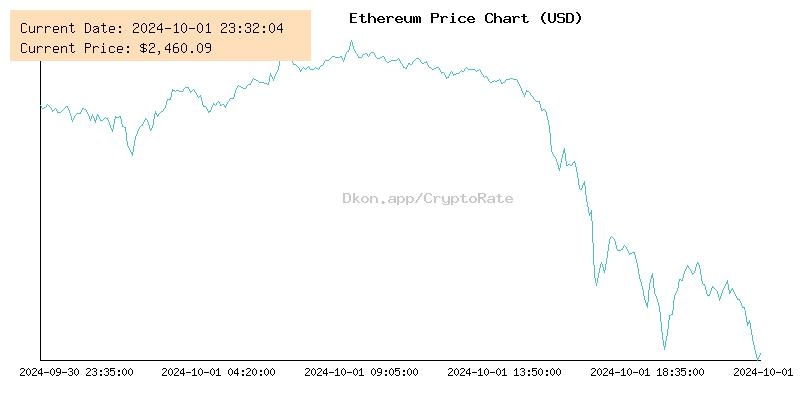 Ethereum Price Chart (USD)
Current Date: 2024-10-01 23:32:04
Current Price: $2,460.09
Dkon.app/CryptoRate
2024-09-30 23:35:00 2024-10-01 04:20:00 2024-10-01 09:05:00 2024-10-01 13:50:00 2024-10-01 18:35:00 2024-10-01